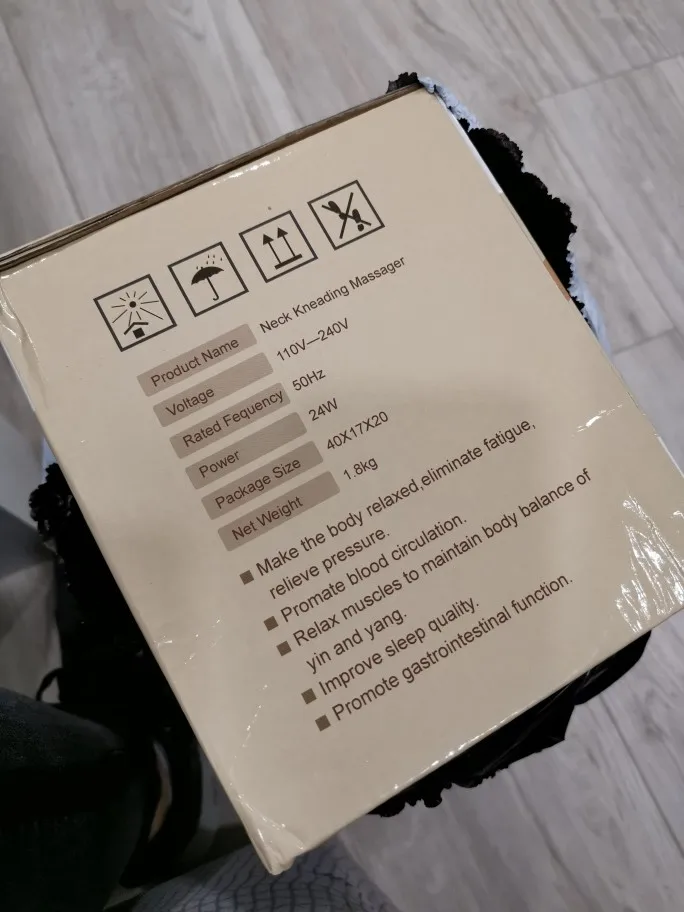 Product Name Neck Kneading Massager
Voltage 110V—240V
Rated Fequency 50Hz
Power 24W
Package Size 40X17X20
Net Weight 1.8kg
■ Make the body relaxed,eliminate fatigue,
relieve pressure.
■ Promate blood circulation.
■ Relax muscles to maintain body balance of
yin and yang.
■ Improve sleep quality.
■ Promote gastrointestinal function.